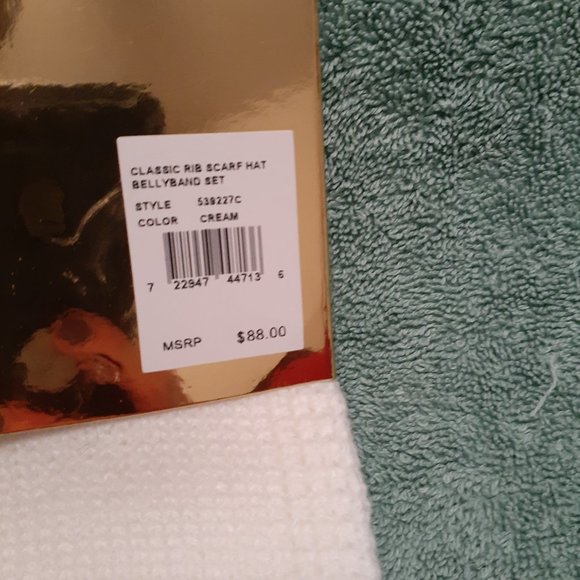 CLASSIC RIB SCARF HAT
BELLYBAND SET
STYLE 539227C
COLOR CREAM
7 22947 44713 6
MSRP $88.00